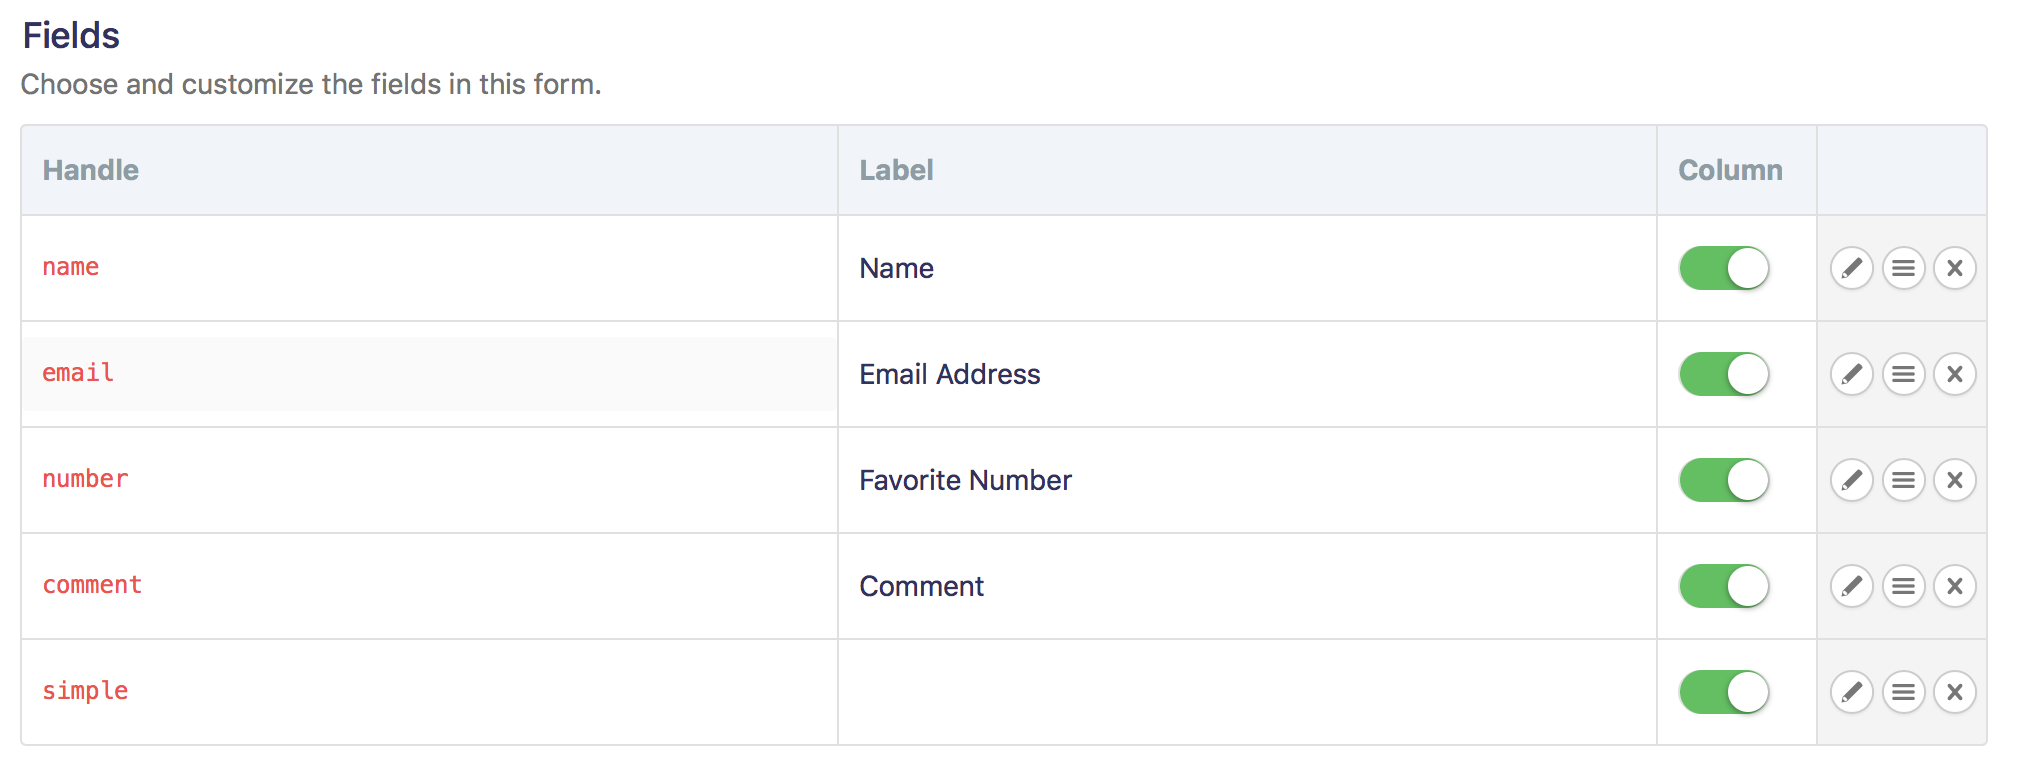 Fields
Choose and customize the fields in this form.
Handle Label Column
name Name
email Email Address
number Favorite Number
comment Comment
simple